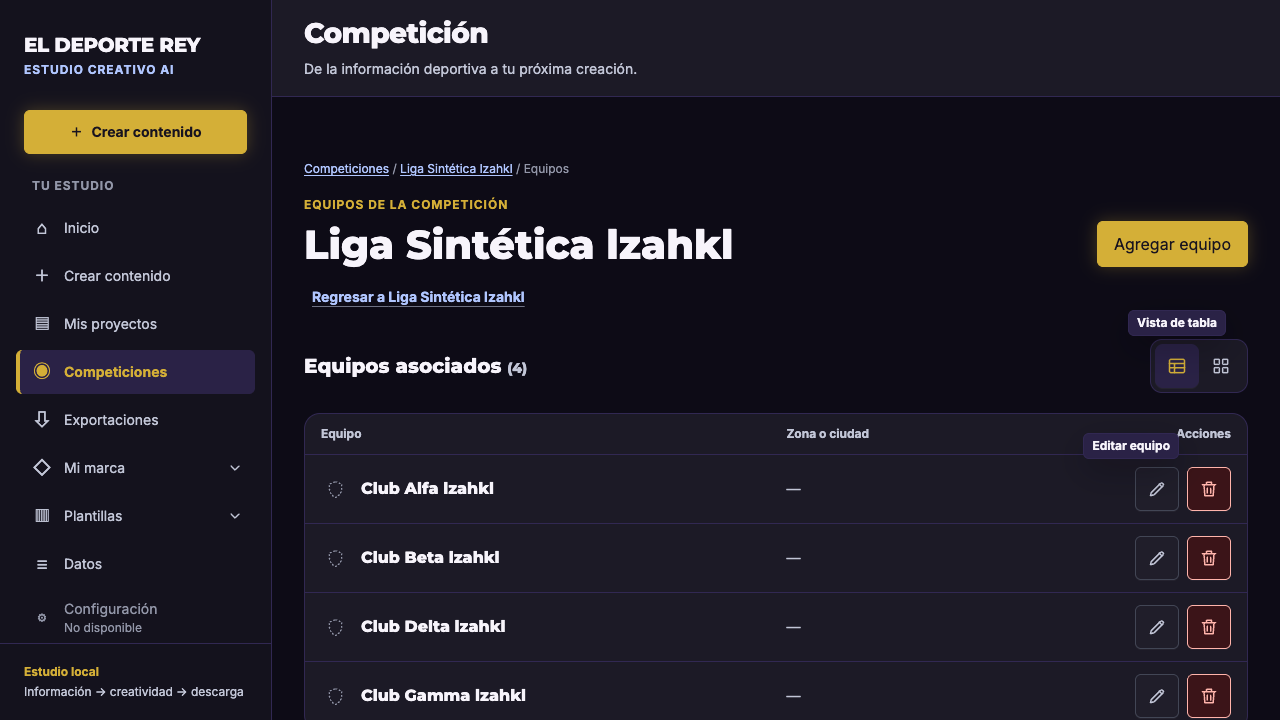 EL DEPORTE REY
ESTUDIO CREATIVO AI
+ Crear contenido
TU ESTUDIO
Inicio
Crear contenido
Mis proyectos
Competiciones
Exportaciones
Mi marca
Plantillas
Datos
Configuración
No disponible
Estudio local
Información → creatividad → descarga
Competición
De la información deportiva a tu próxima creación.
Competiciones / Liga Sintética Izahkl / Equipos
EQUIPOS DE LA COMPETICIÓN
Liga Sintética Izahkl
Agregar equipo
Regresar a Liga Sintética Izahkl
Vista de tabla
Equipos asociados (4)
Equipo Zona o ciudad Acciones
Editar equipo
Club Alfa Izahkl —
Club Beta Izahkl —
Club Delta Izahkl —
Club Gamma Izahkl —